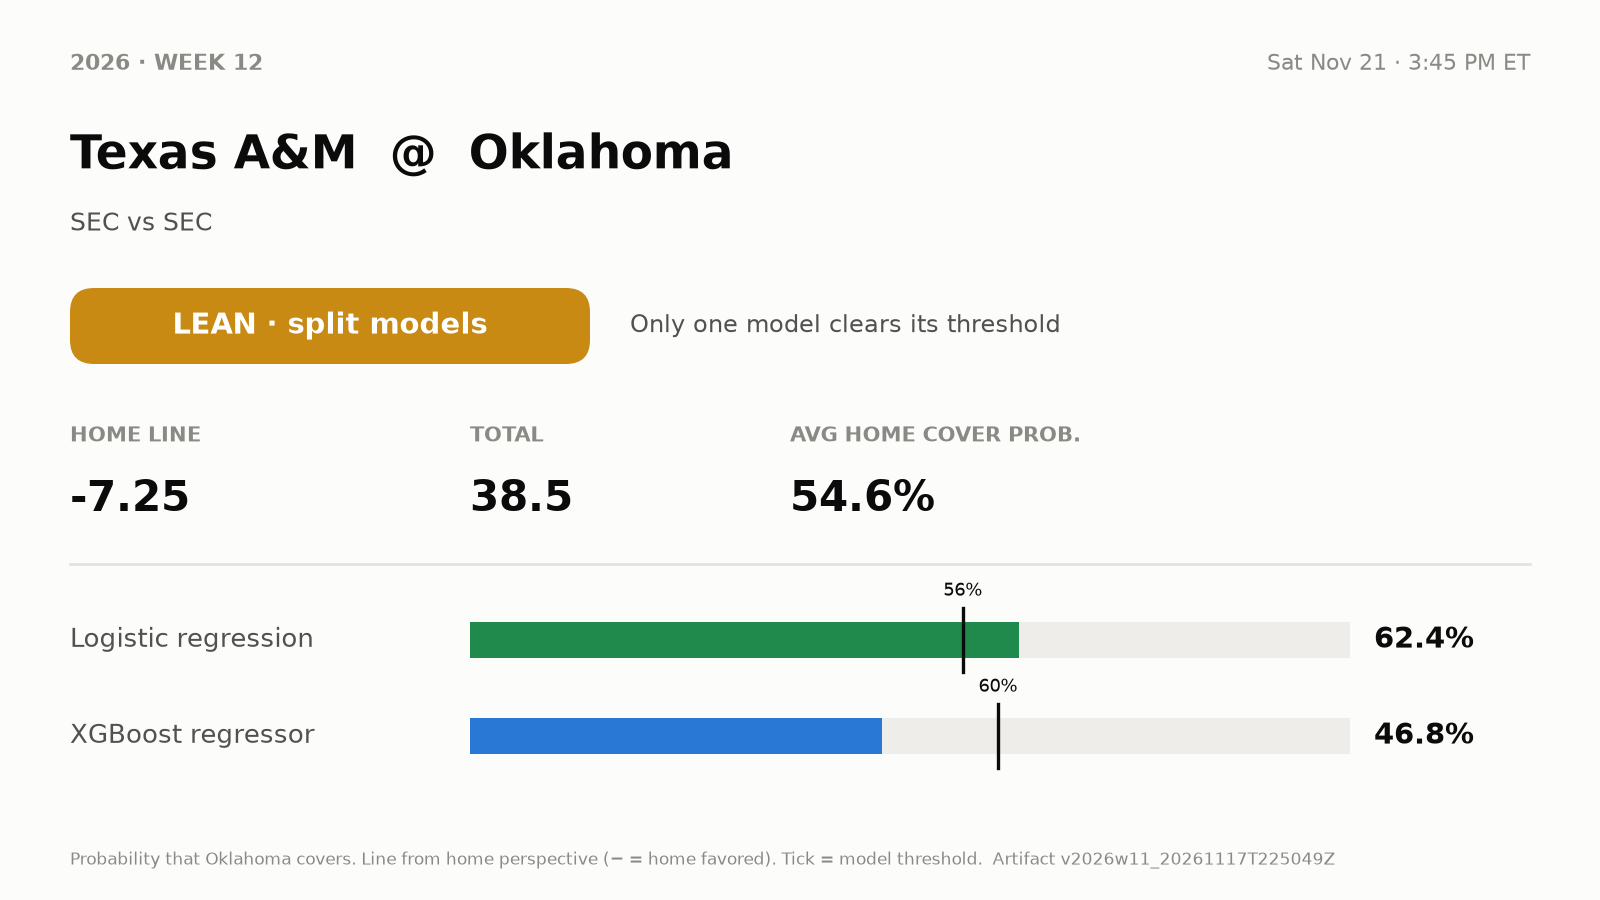 2026 · WEEK 12
Sat Nov 21 · 3:45 PM ET
Texas A&M @ Oklahoma
SEC vs SEC
LEAN · split models
Only one model clears its threshold
HOME LINE
TOTAL
AVG HOME COVER PROB.
-7.25
38.5
54.6%
56%
Logistic regression
62.4%
60%
XGBoost regressor
46.8%
Probability that Oklahoma covers. Line from home perspective (− = home favored). Tick = model threshold. Artifact v2026w11_20261117T225049Z